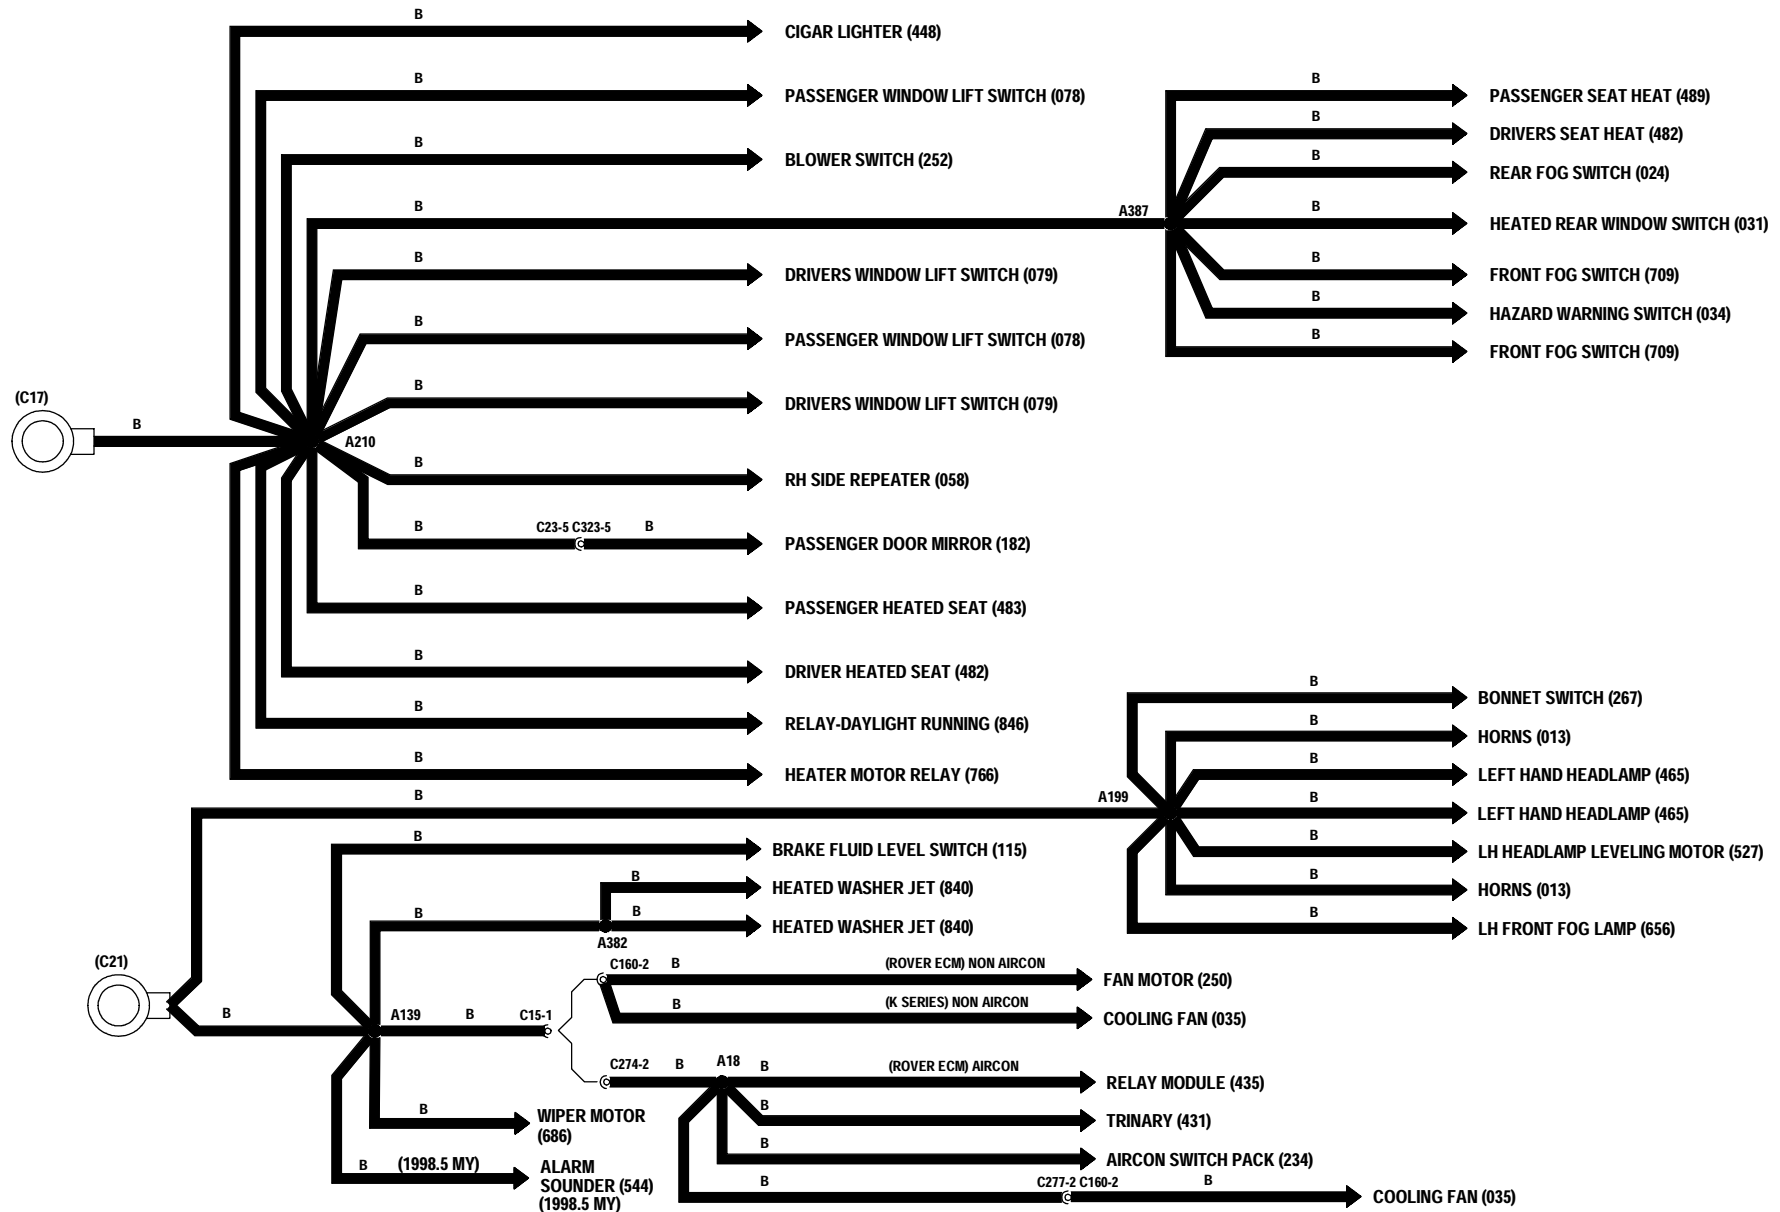 B
CIGAR LIGHTER (448)
B
PASSENGER WINDOW LIFT SWITCH (078)
B
BLOWER SWITCH (252)
B
A387
B
PASSENGER SEAT HEAT (489)
B
DRIVERS SEAT HEAT (482)
B
REAR FOG SWITCH (024)
B
HEATED REAR WINDOW SWITCH (031)
B
FRONT FOG SWITCH (709)
B
HAZARD WARNING SWITCH (034)
B
FRONT FOG SWITCH (709)
B
DRIVERS WINDOW LIFT SWITCH (079)
B
PASSENGER WINDOW LIFT SWITCH (078)
B
DRIVERS WINDOW LIFT SWITCH (079)
(C17)
B
A210
B
RH SIDE REPEATER (058)
B
C23-5 C323-5
B
PASSENGER DOOR MIRROR (182)
B
PASSENGER HEATED SEAT (483)
B
DRIVER HEATED SEAT (482)
B
RELAY-DAYLIGHT RUNNING (846)
B
HEATER MOTOR RELAY (766)
B
A199
B
BONNET SWITCH (267)
B
HORNS (013)
B
LEFT HAND HEADLAMP (465)
B
LEFT HAND HEADLAMP (465)
B
LH HEADLAMP LEVELING MOTOR (527)
B
HORNS (013)
B
LH FRONT FOG LAMP (656)
B
BRAKE FLUID LEVEL SWITCH (115)
B
HEATED WASHER JET (840)
B
B
HEATED WASHER JET (840)
A382
(C21)
B
A139
B
C15-1
C160-2
B
(ROVER ECM) NON AIRCON
FAN MOTOR (250)
B
(K SERIES) NON AIRCON
COOLING FAN (035)
C274-2
B
A18
B
(ROVER ECM) AIRCON
RELAY MODULE (435)
B
TRINARY (431)
B
AIRCON SWITCH PACK (234)
B
C277-2 C160-2
B
COOLING FAN (035)
B
WIPER MOTOR
(686)
B
(1998.5 MY)
ALARM
SOUNDER (544)
(1998.5 MY)